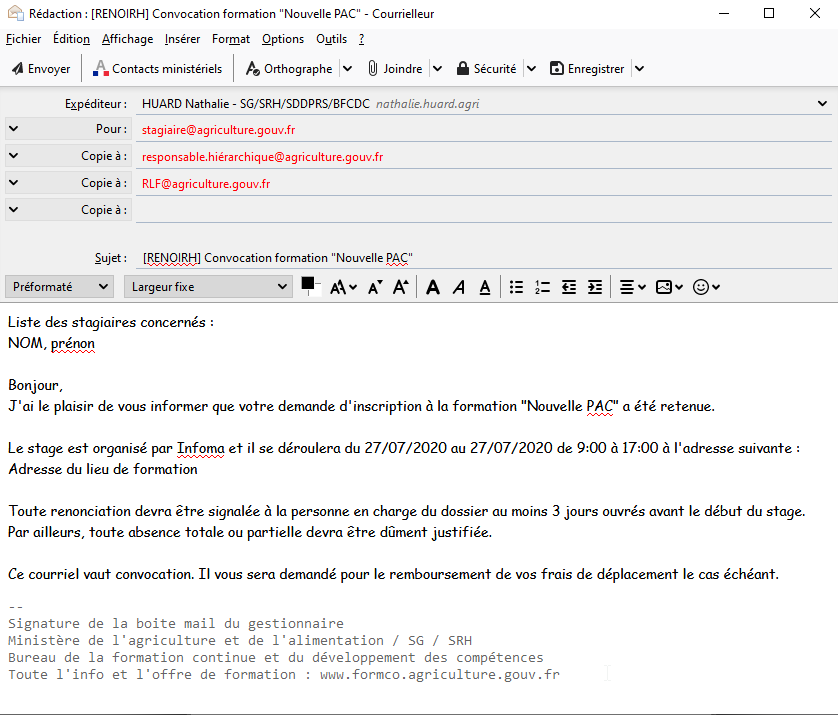 Rédaction : [RENOIRH] Convocation formation "Nouvelle PAC" - Courrielleur
Fichier Édition Affichage Insérer Format Options Outils ?
Envoyer Contacts ministériels Orthographe Joindre Sécurité Enregistrer
Expéditeur : HUARD Nathalie - SG/SRH/SDDPRS/BFCDC nathalie.huard.agri
Pour : stagiaire@agriculture.gouv.fr
Copie à : responsable.hiérarchique@agriculture.gouv.fr
Copie à : RLF@agriculture.gouv.fr
Copie à :
Sujet : [RENOIRH] Convocation formation "Nouvelle PAC"
Préformaté Largeur fixe
Liste des stagiaires concernés :
NOM, prénon
Bonjour,
J'ai le plaisir de vous informer que votre demande d'inscription à la formation "Nouvelle PAC" a été retenue.
Le stage est organisé par Infoma et il se déroulera du 27/07/2020 au 27/07/2020 de 9:00 à 17:00 à l'adresse suivante :
Adresse du lieu de formation
Toute renonciation devra être signalée à la personne en charge du dossier au moins 3 jours ouvrés avant le début du stage.
Par ailleurs, toute absence totale ou partielle devra être dûment justifiée.
Ce courriel vaut convocation. Il vous sera demandé pour le remboursement de vos frais de déplacement le cas échéant.
--
Signature de la boite mail du gestionnaire
Ministère de l'agriculture et de l'alimentation / SG / SRH
Bureau de la formation continue et du développement des compétences
Toute l'info et l'offre de formation : www.formco.agriculture.gouv.fr